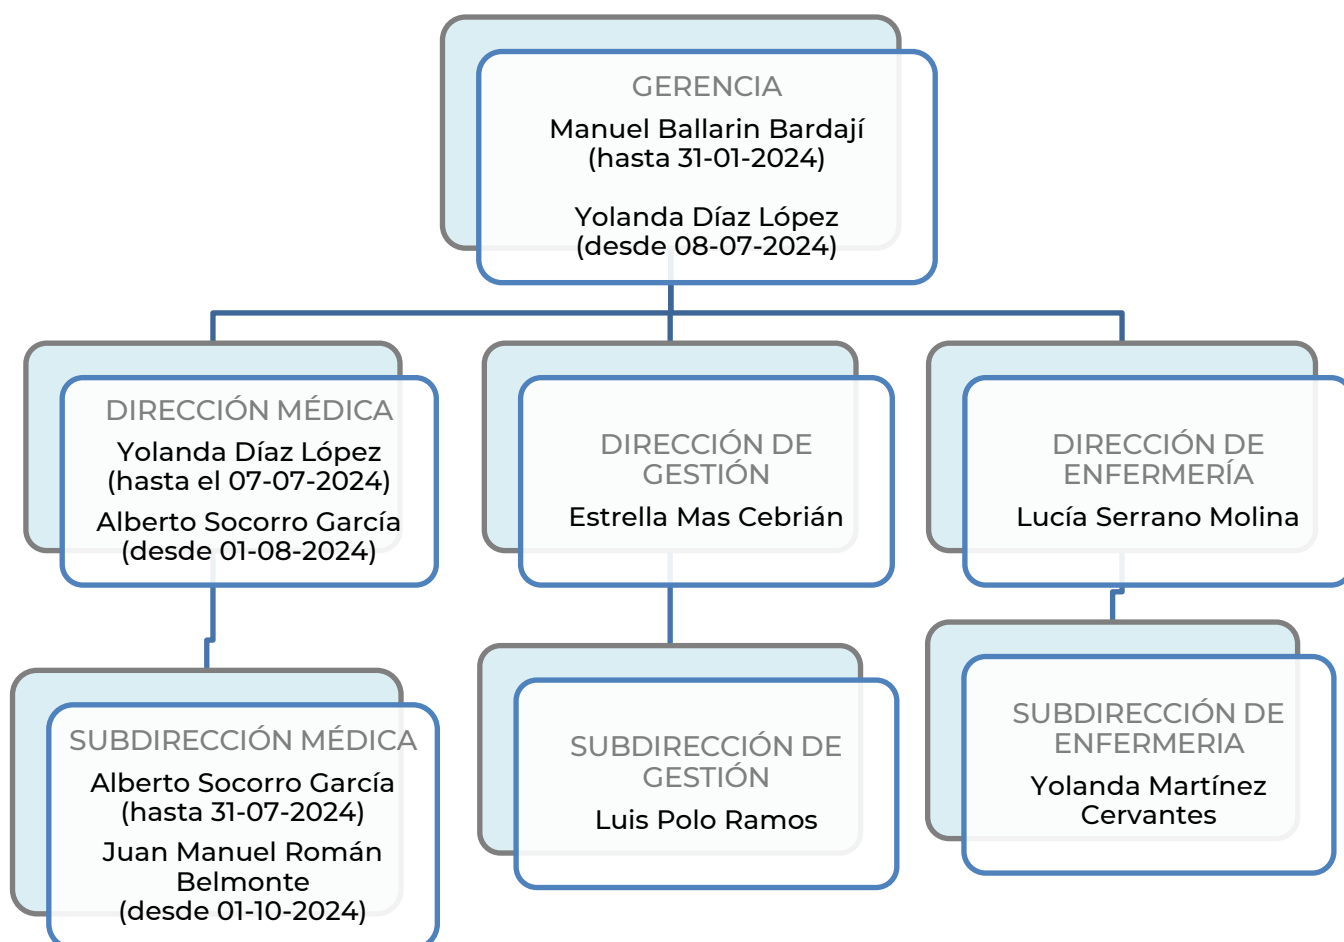 GERENCIA
Manuel Ballarin Bardají
(hasta 31-01-2024)
Yolanda Díaz López
(desde 08-07-2024)
DIRECCIÓN MÉDICA
Yolanda Díaz López
(hasta el 07-07-2024)
Alberto Socorro García
(desde 01-08-2024)
DIRECCIÓN DE
GESTIÓN
Estrella Mas Cebrián
DIRECCIÓN DE
ENFERMERÍA
Lucía Serrano Molina
SUBDIRECCIÓN MÉDICA
Alberto Socorro García
(hasta 31-07-2024)
Juan Manuel Román
Belmonte
(desde 01-10-2024)
SUBDIRECCIÓN DE
GESTIÓN
Luis Polo Ramos
SUBDIRECCIÓN DE
ENFERMERIA
Yolanda Martínez
Cervantes